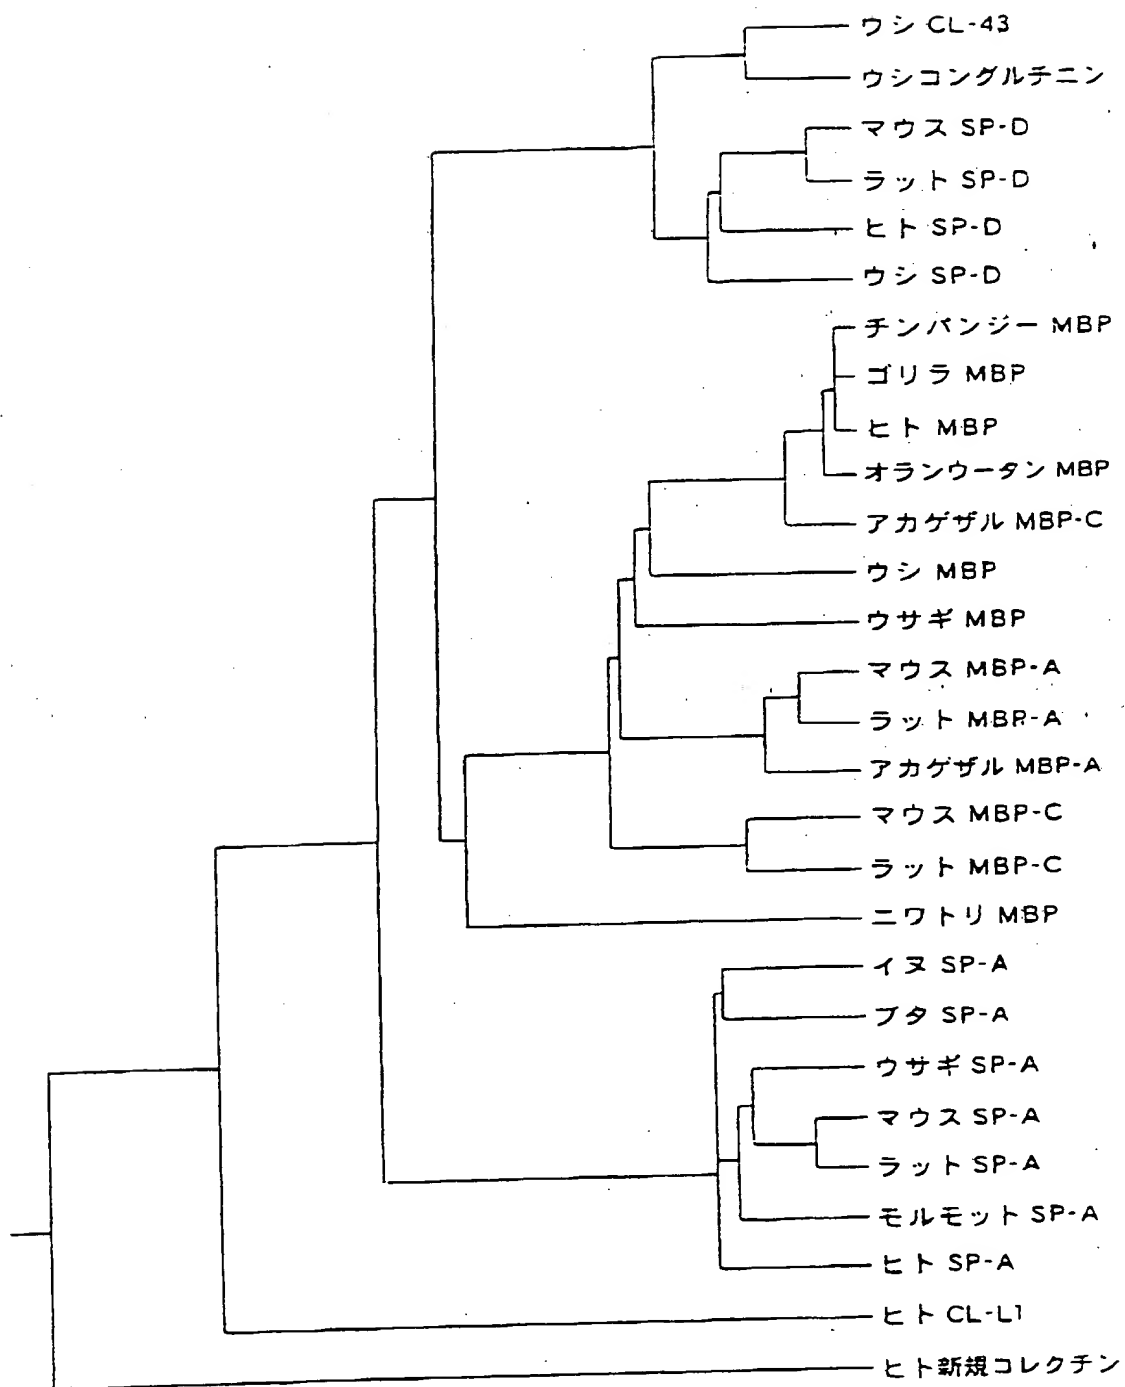 ウシ CL-43
ウシコングルチニン
マウス SP-D
ラット SP-D
ヒト SP-D
ウシ SP-D
チンパンジー MBP
ゴリラ MBP
ヒト MBP
オランウータン MBP
アカゲザル MBP-C
ウシ MBP
ウサギ MBP
マウス MBP-A
ラット MBP-A
アカゲザル MBP-A
マウス MBP-C
ラット MBP-C
ニワトリ MBP
イヌ SP-A
ブタ SP-A
ウサギ SP-A
マウス SP-A
ラット SP-A
モルモット SP-A
ヒト SP-A
ヒト CL-L1
ヒト新規コレクチン